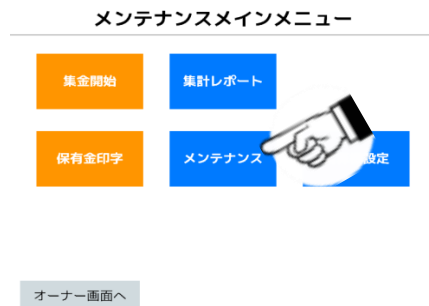 メンテナンスメインメニュー
集金開始
集計レポート
保有金印字
メンテナンス
設定
オーナー画面へ